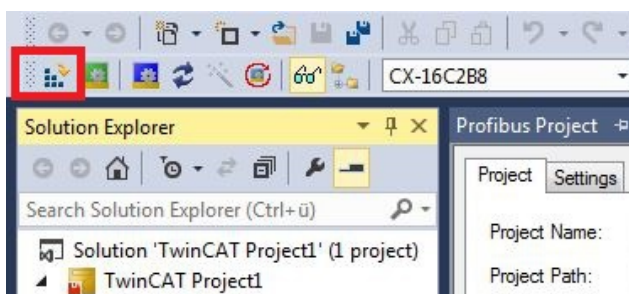 CX-16C2B8
Solution Explorer
Profibus Project
Search Solution Explorer (Ctrl+ü)
Project
Settings
Solution 'TwinCAT Project1' (1 project)
TwinCAT Project1
Project Name:
Project Path: